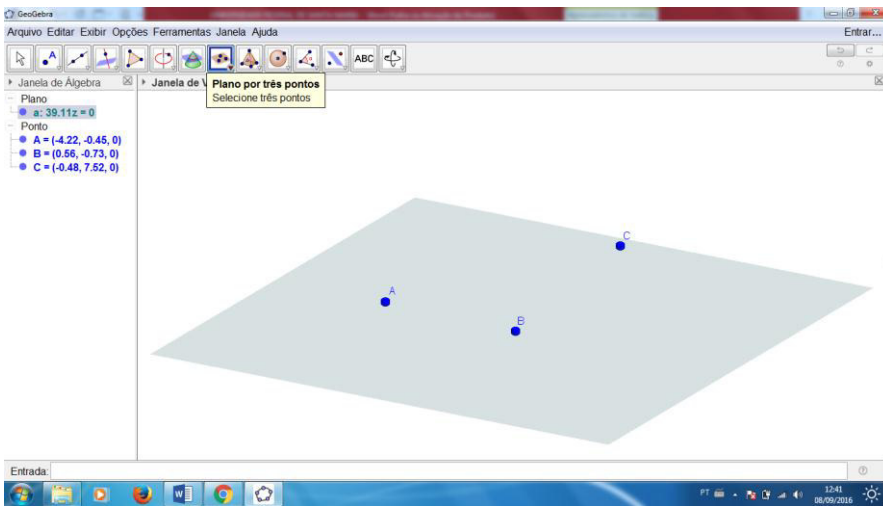 GeoGebra
Arquivo Editar Exibir Opções Ferramentas Janela Ajuda
Entrar...
ABC
Janela de Álgebra
Janela de V
Plano por três pontos
Selecione três pontos
Plano
a: 39.11z = 0
Ponto
A = (-4.22, -0.45, 0)
B = (0.56, -0.73, 0)
C = (-0.48, 7.52, 0)
C
A
B
Entrada:
PT
12:41
08/09/2016